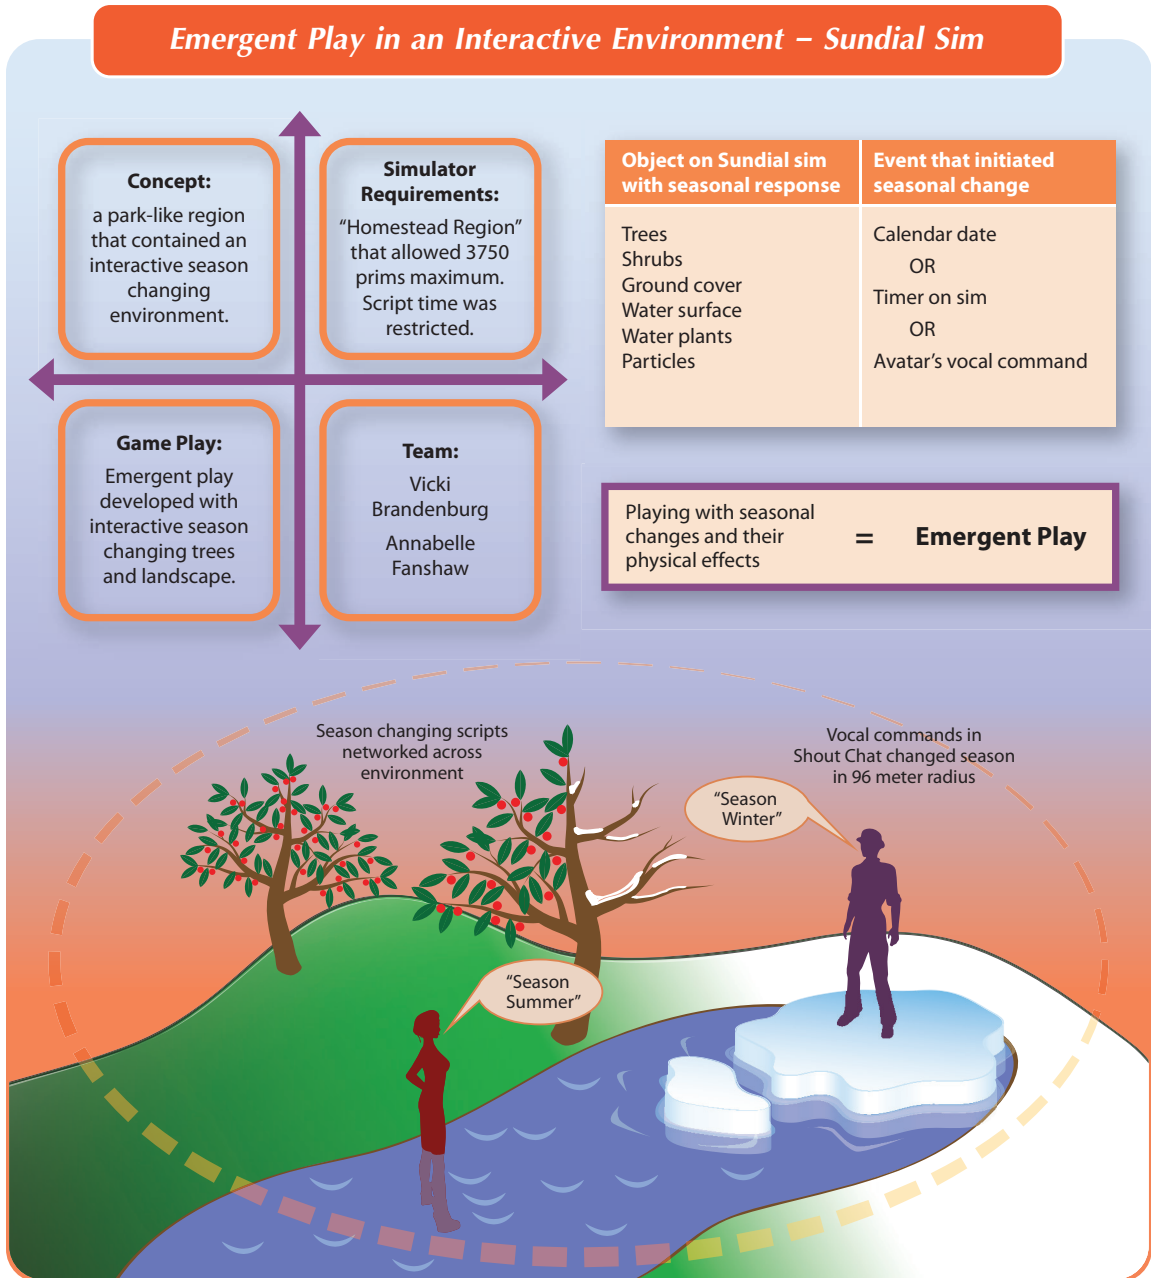 Emergent Play in an Interactive Environment – Sundial Sim
Concept:
a park-like region
that contained an
interactive season
changing
environment.
Simulator
Requirements:
“Homestead Region”
that allowed 3750
prims maximum.
Script time was
restricted.
Game Play:
Emergent play
developed with
interactive season
changing trees
and landscape.
Team:
Vicki
Brandenburg
Annabelle
Fanshaw
Object on Sundial sim
with seasonal response
Event that initiated
seasonal change
Trees
Shrubs
Ground cover
Water surface
Water plants
Particles
Calendar date
OR
Timer on sim
OR
Avatar’s vocal command
Playing with seasonal
changes and their
physical effects
=
Emergent Play
Season changing scripts
networked across
environment
Vocal commands in
Shout Chat changed season
in 96 meter radius
“Season
Winter”
“Season
Summer”